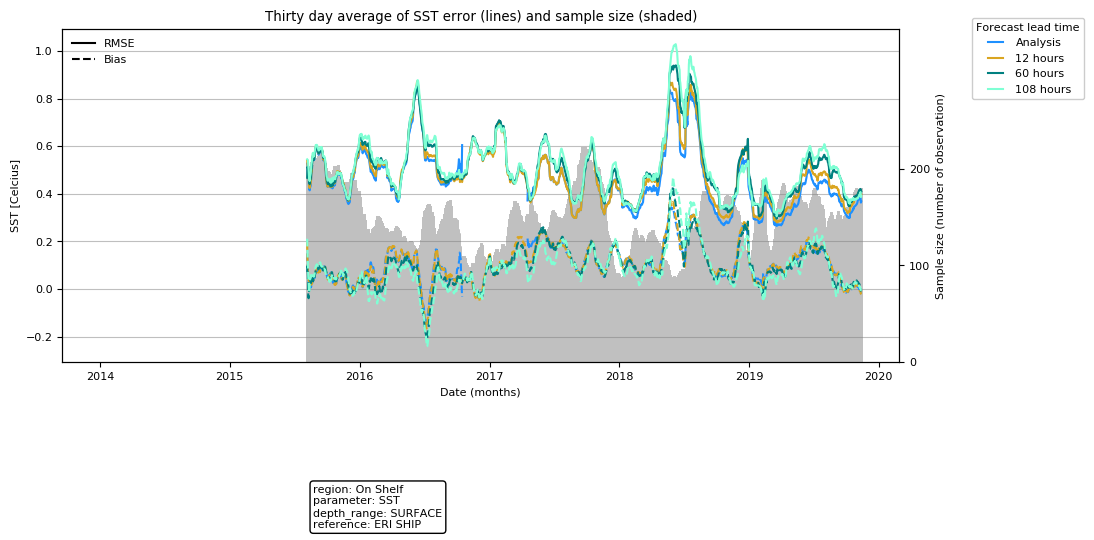 Thirty day average of SST error (lines) and sample size (shaded)
Forecast lead time
Analysis
12 hours
60 hours
108 hours
RMSE
Bias
1.0
0.8
0.6
0.4
0.2
0.0
−0.2
SST [Celcius]
200
100
0
Sample size (number of observation)
2014
2015
2016
2017
2018
2019
2020
Date (months)
region: On Shelf
parameter: SST
depth_range: SURFACE
reference: ERI SHIP